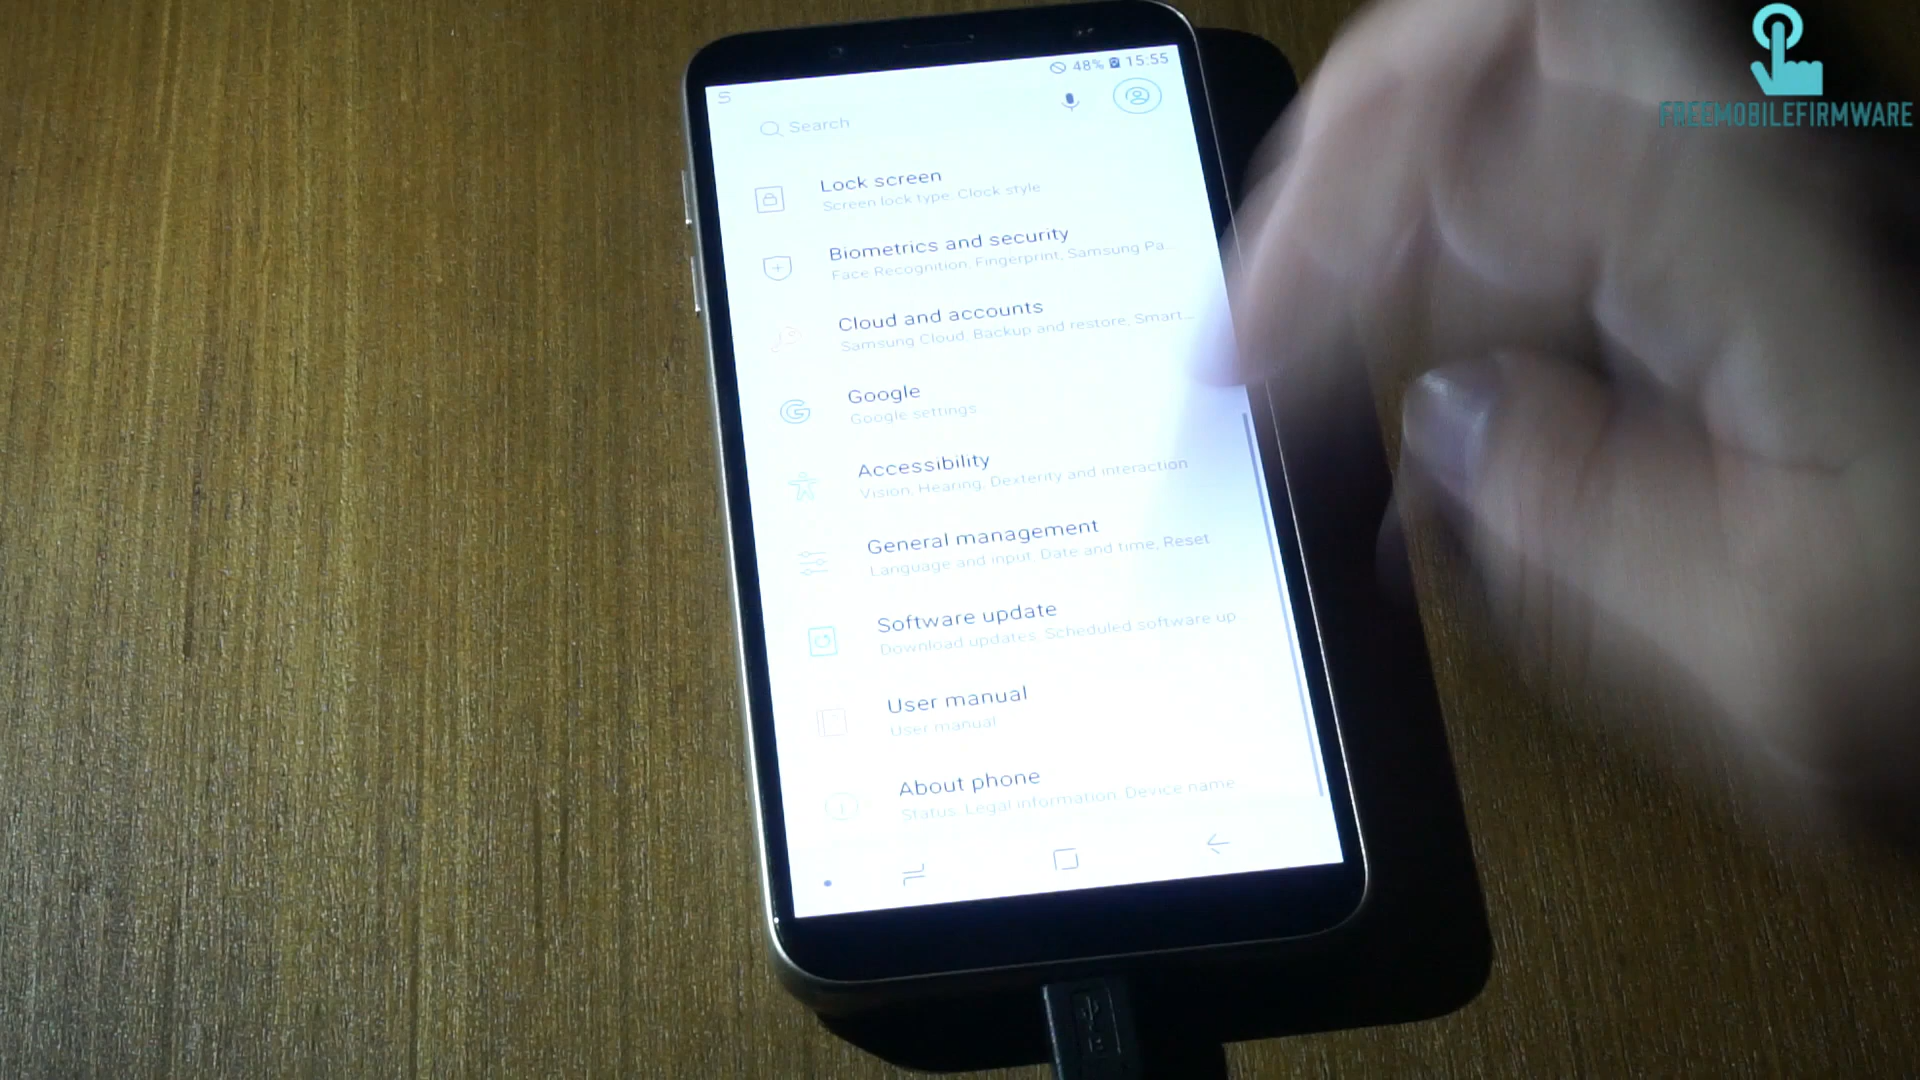 FREEMOBILEFIRMWARE
48% 15:55
Search
Lock screen
Screen lock type, Clock style
Biometrics and security
Face Recognition, Fingerprint, Samsung Pa...
Cloud and accounts
Samsung Cloud, Backup and restore, Smart...
Google
Google settings
Accessibility
Vision, Hearing, Dexterity and interaction
General management
Language and input, Date and time, Reset
Software update
Download updates, Scheduled software up
User manual
User manual
About phone
Status, Legal information, Device name